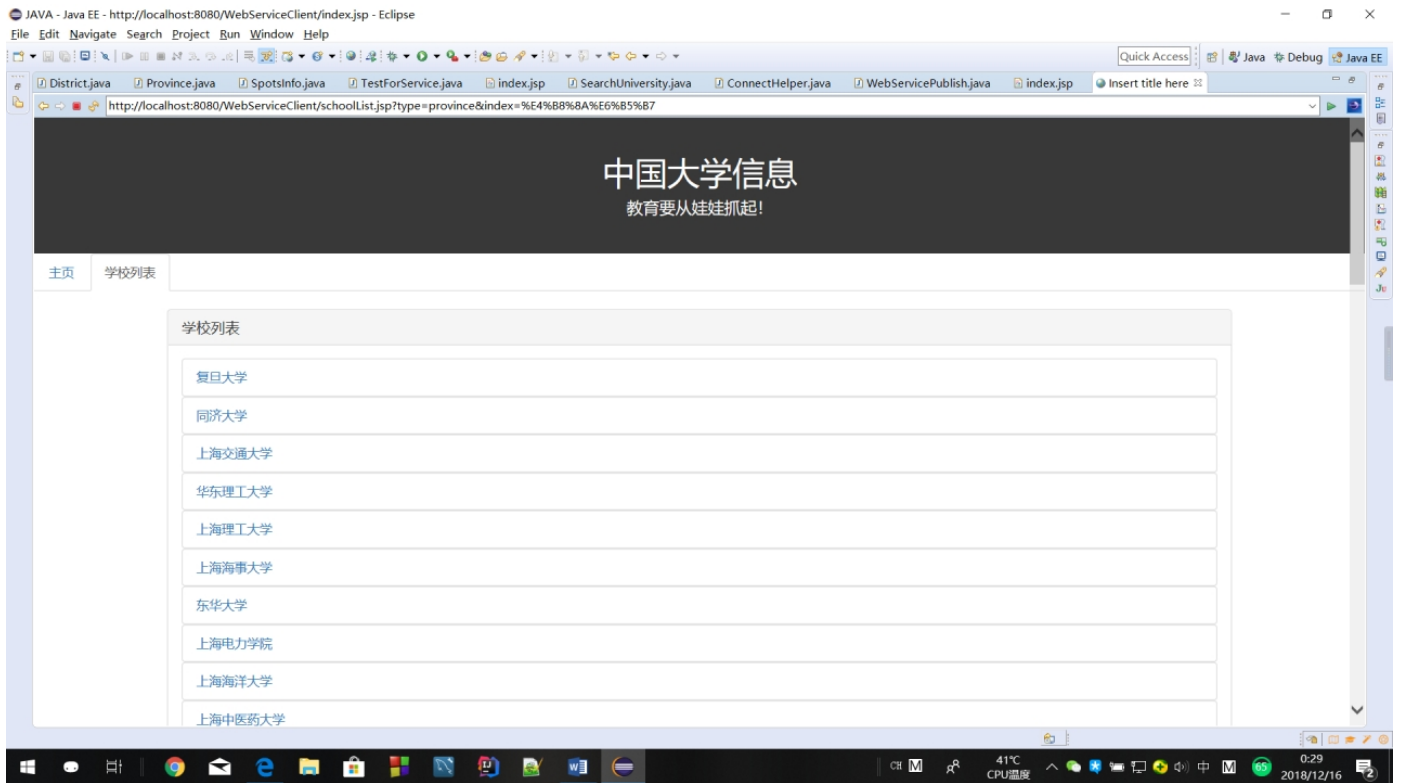 JAVA - Java EE - http://localhost:8080/WebServiceClient/index.jsp - Eclipse
File Edit Navigate Search Project Run Window Help
Quick Access Java Debug Java EE
District.java Province.java SpotsInfo.java TestForService.java index.jsp SearchUniversity.java ConnectHelper.java WebServicePublish.java index.jsp Insert title here
http://localhost:8080/WebServiceClient/schoolList.jsp?type=province&index=%E4%B8%8A%E6%B5%B7
中国大学信息
教育要从娃娃抓起!
主页 学校列表
学校列表
复旦大学
同济大学
上海交通大学
华东理工大学
上海理工大学
上海海事大学
东华大学
上海电力学院
上海海洋大学
上海中医药大学
CH M 41℃ 中 M 65 0:29
CPU温度 2018/12/16 2